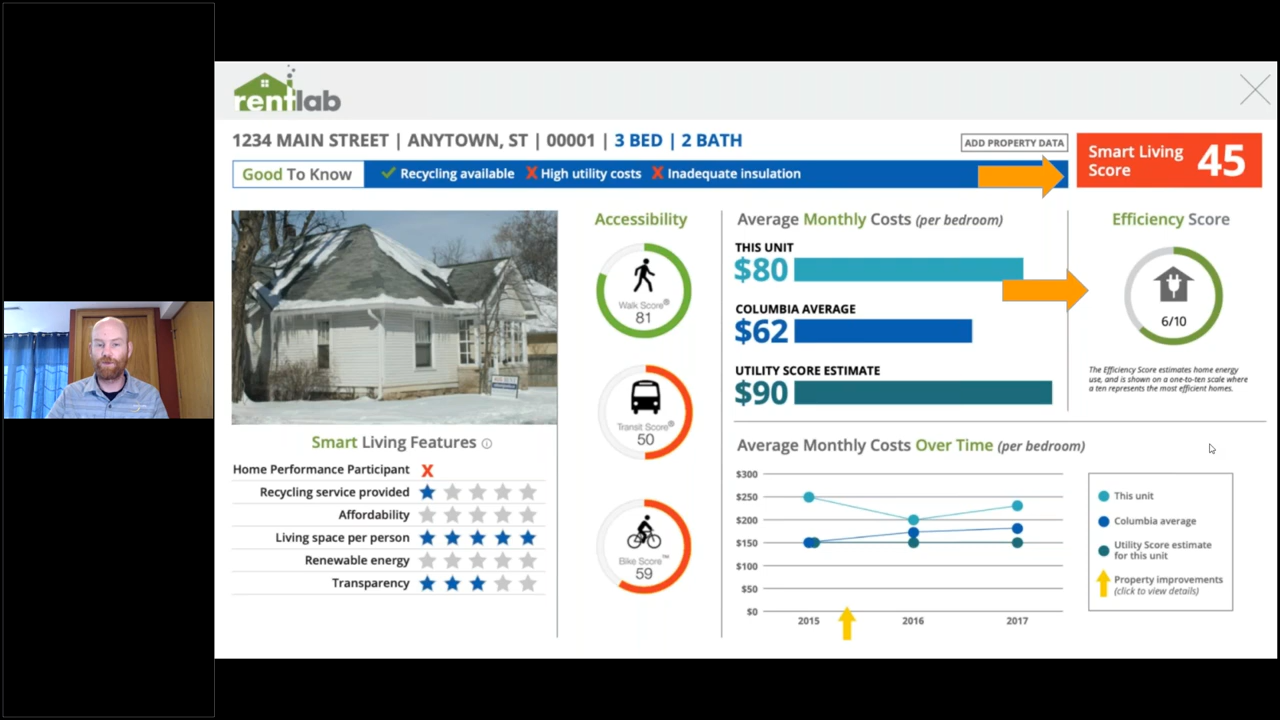 rentlab
1234 MAIN STREET | ANYTOWN, ST | 00001 | 3 BED | 2 BATH
ADD PROPERTY DATA
Smart Living
Score
45
Good To Know
Recycling available
High utility costs
Inadequate insulation
Smart Living Features
Home Performance Participant
Recycling service provided
Affordability
Living space per person
Renewable energy
Transparency
Accessibility
Walk Score®
81
Transit Score®
50
Bike Score™
59
Average Monthly Costs (per bedroom)
THIS UNIT
$80
COLUMBIA AVERAGE
$62
UTILITY SCORE ESTIMATE
$90
Efficiency Score
6/10
The Efficiency Score estimates home energy
use, and is shown on a one-to-ten scale where
a ten represents the most efficient homes.
Average Monthly Costs Over Time (per bedroom)
$300
$250
$200
$150
$100
$50
$0
2015
2016
2017
This unit
Columbia average
Utility Score estimate
for this unit
Property improvements
(click to view details)